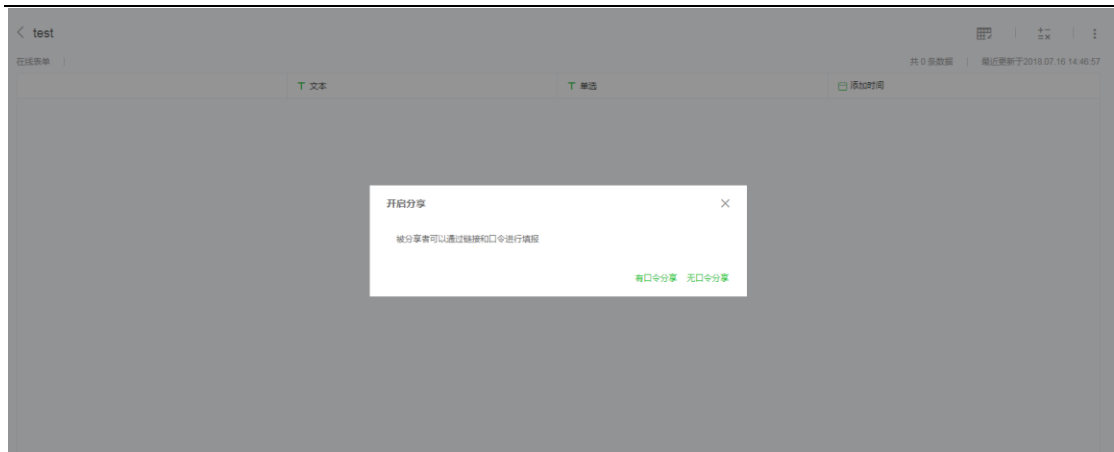 test
在线表单
共 0 条数据
最近更新于2018.07.16 14:46:57
文本
单选
添加时间
开启分享
被分享者可以通过链接和口令进行填报
有口令分享 无口令分享